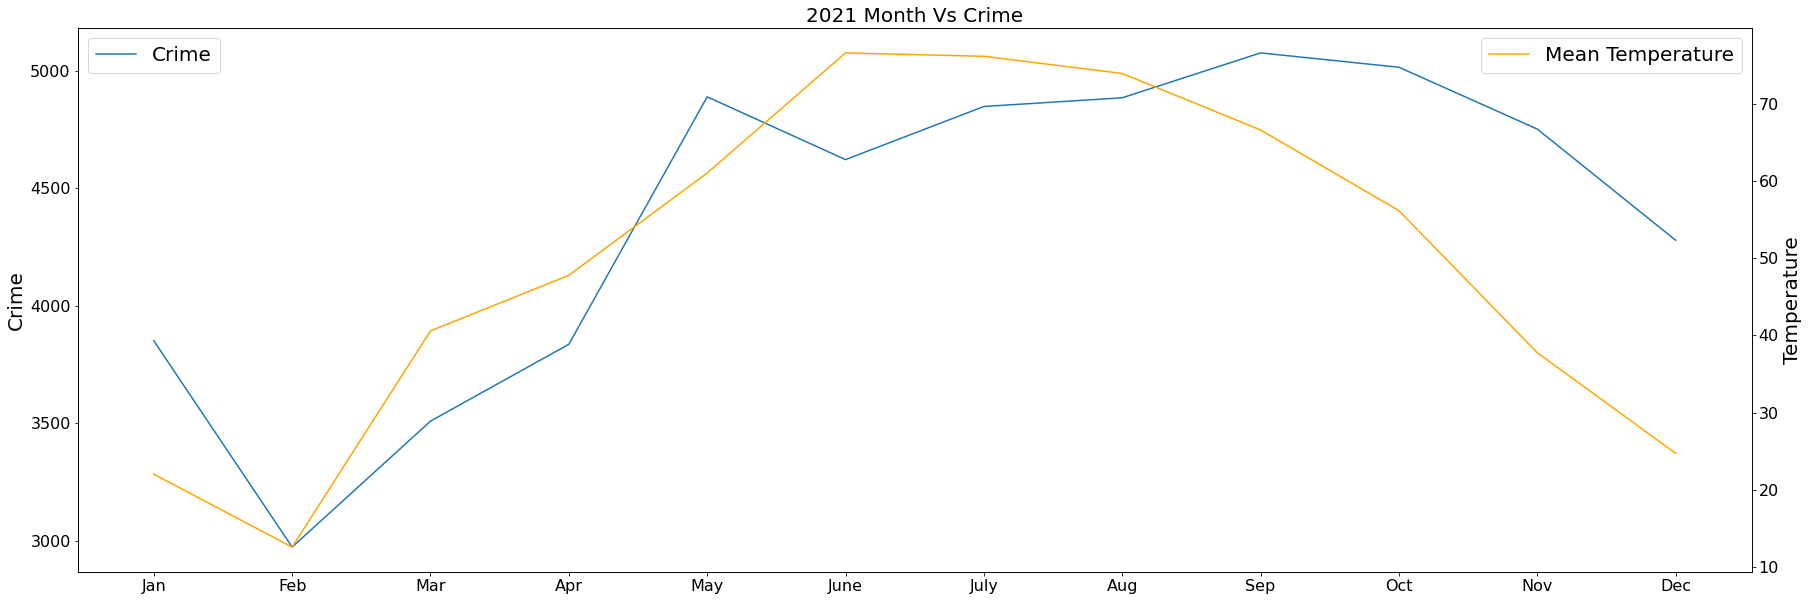 2021 Month Vs Crime
Crime
Mean Temperature
5000
4500
4000
3500
3000
Crime
70
60
50
40
30
20
10
Temperature
Jan Feb Mar Apr May June July Aug Sep Oct Nov Dec